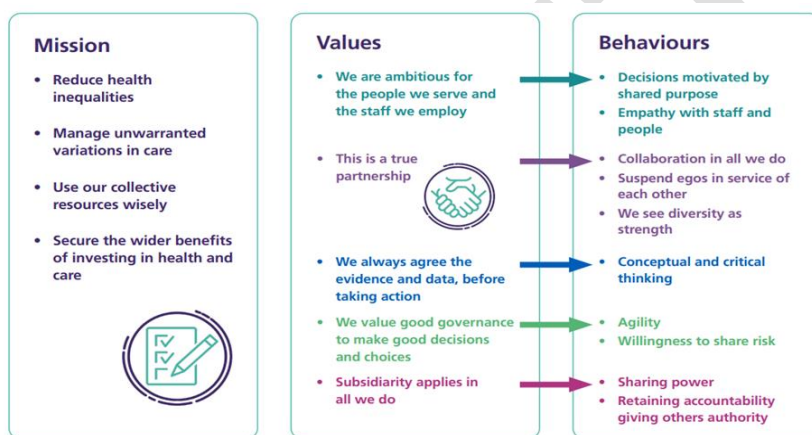 Mission
• Reduce health
inequalities
• Manage unwarranted
variations in care
• Use our collective
resources wisely
• Secure the wider benefits
of investing in health and
care
Values
• We are ambitious for
the people we serve and
the staff we employ
• This is a true
partnership
• We always agree the
evidence and data, before
taking action
• We value good governance
to make good decisions
and choices
• Subsidiarity applies in
all we do
Behaviours
• Decisions motivated by
shared purpose
• Empathy with staff and
people
• Collaboration in all we do
• Suspend egos in service of
each other
• We see diversity as
strength
• Conceptual and critical
thinking
• Agility
• Willingness to share risk
• Sharing power
• Retaining accountability
giving others authority